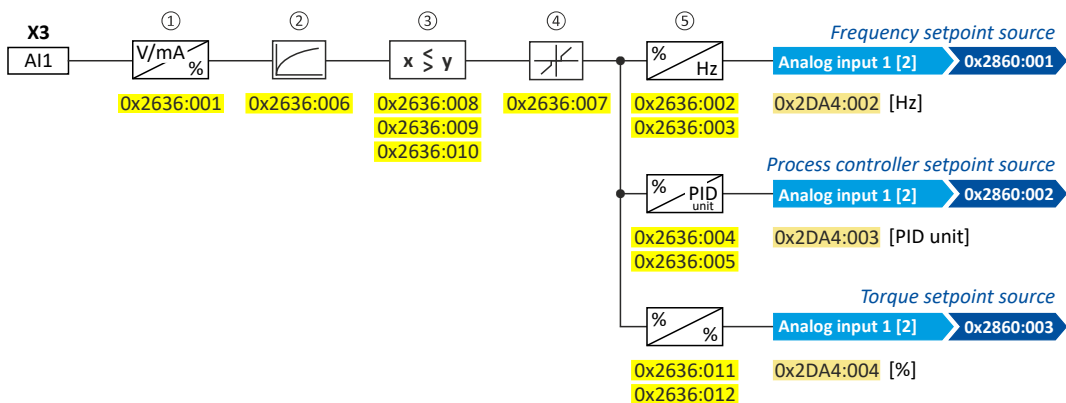 ① ② ③ ④ ⑤
X3
AI1
V/mA
%
x ≤ y
>
%
Hz
Frequency setpoint source
Analog input 1 [2]
0x2860:001
0x2636:001
0x2636:006
0x2636:008
0x2636:009
0x2636:010
0x2636:007
0x2636:002
0x2636:003
0x2DA4:002 [Hz]
Process controller setpoint source
%
PID
unit
Analog input 1 [2]
0x2860:002
0x2636:004
0x2636:005
0x2DA4:003 [PID unit]
Torque setpoint source
%
%
Analog input 1 [2]
0x2860:003
0x2636:011
0x2636:012
0x2DA4:004 [%]